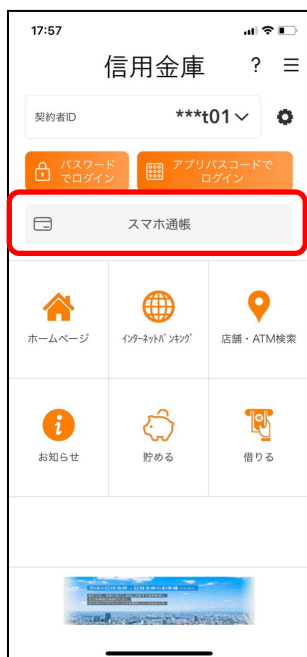 17:57
信用金庫 ?
契約者ID ***t01
パスワード
でログイン
アプリパスコードで
ログイン
スマホ通帳
ホームページ
ｲﾝﾀｰﾈｯﾄﾊﾞﾝｷﾝｸﾞ
店舗・ATM検索
お知らせ
貯める
借りる